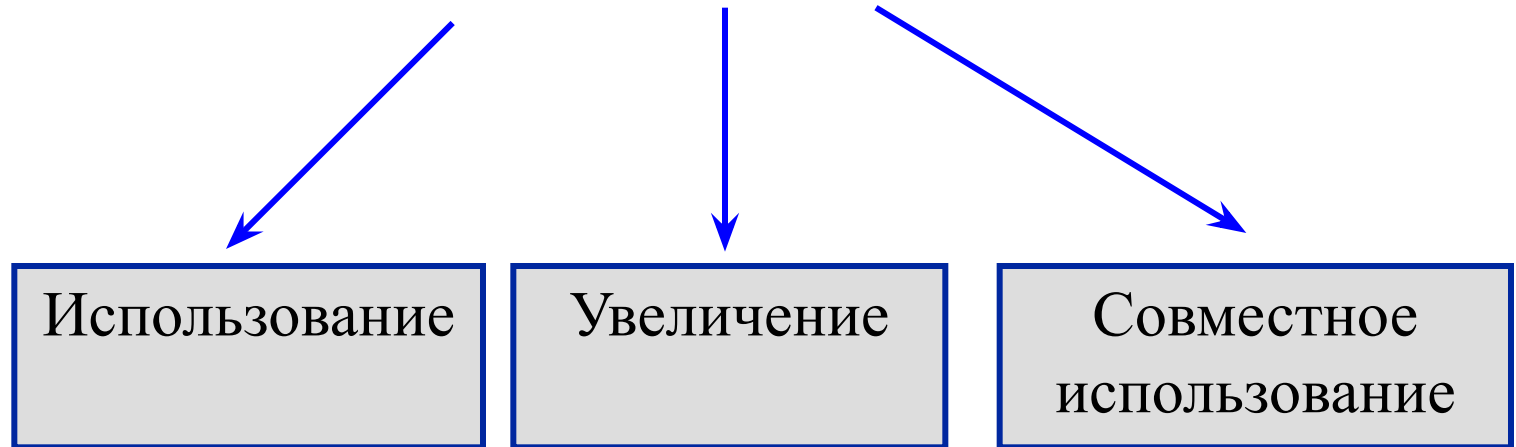 Использование
Увеличение
Совместное
использование